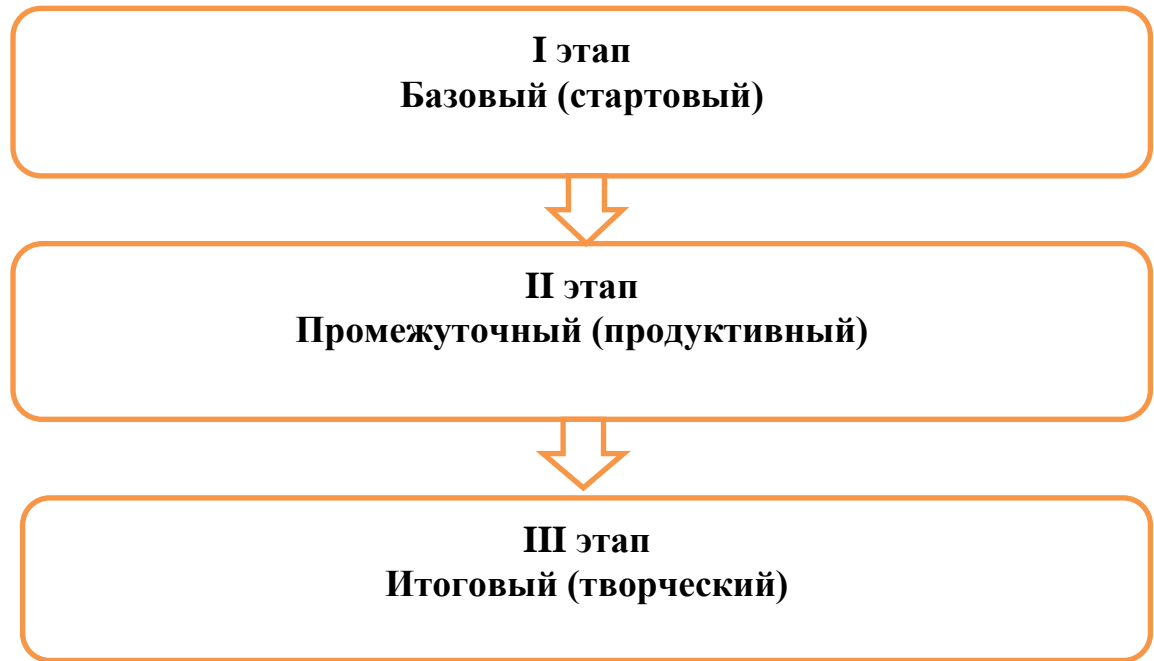 I этап
Базовый (стартовый)
II этап
Промежуточный (продуктивный)
III этап
Итоговый (творческий)